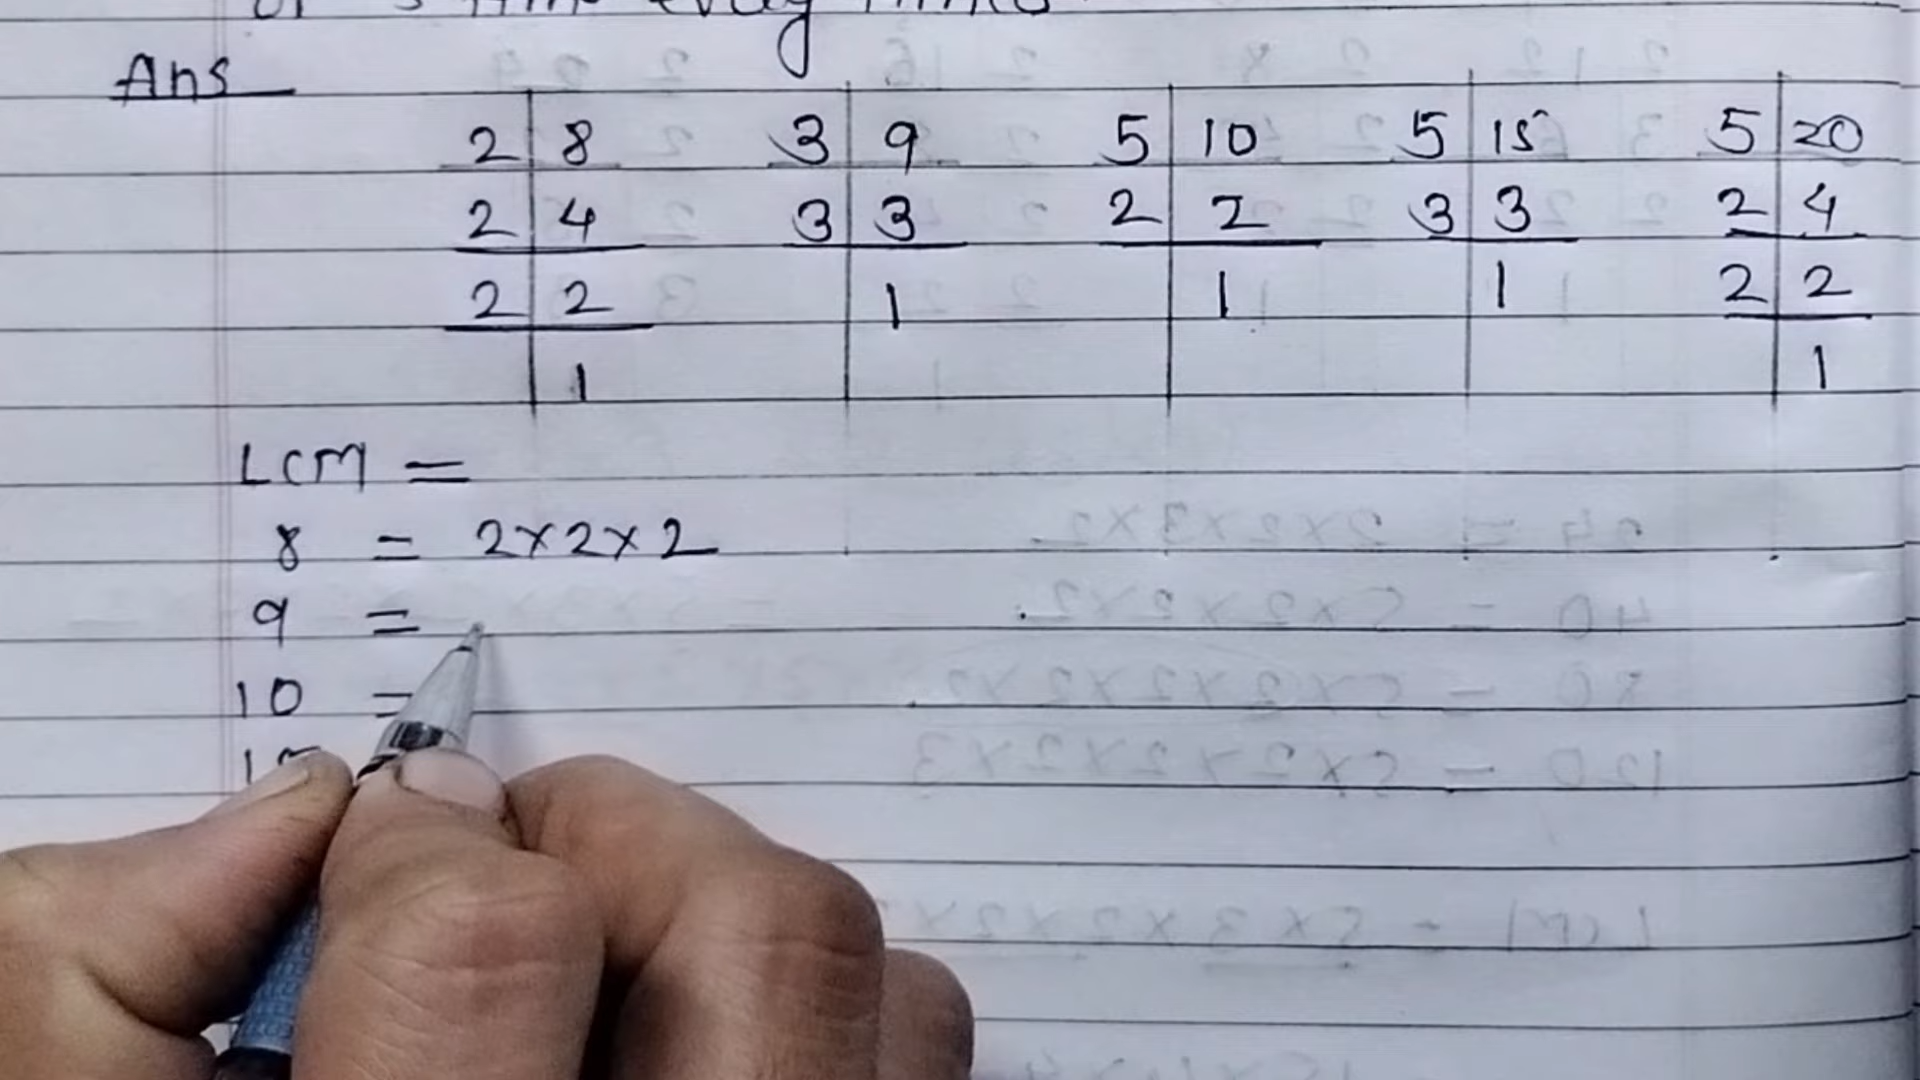 Ans
2 8 3 9 5 10 5 15 5 20
2 4 3 3 2 2 3 3 2 4
2 2 1 1 1 2 2
1 1
LCM =
8 = 2×2×2
9 =
10 =